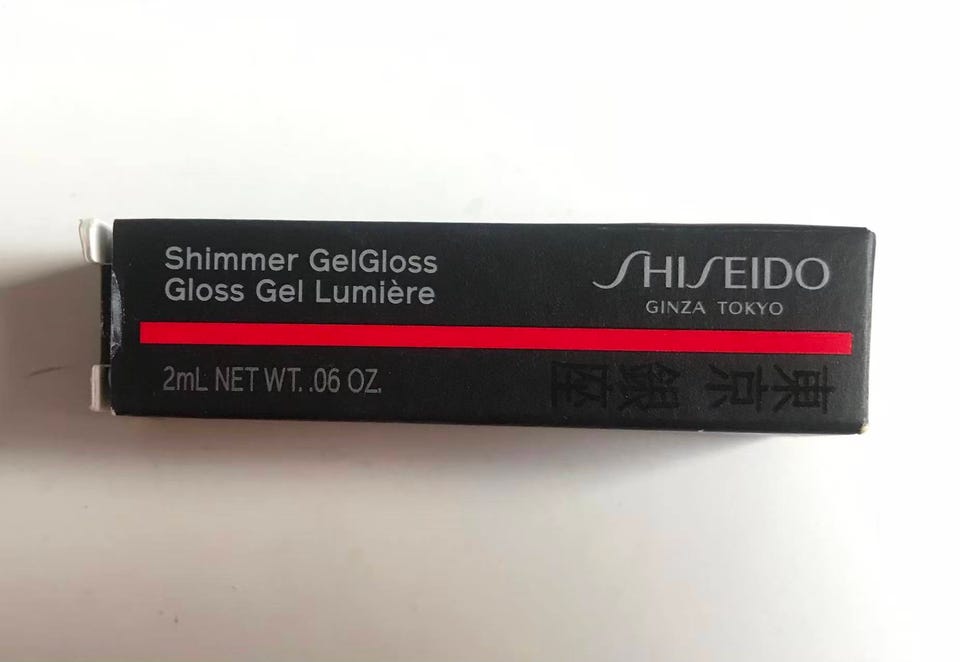 Shimmer GelGloss
Gloss Gel Lumière
SHISEIDO
GINZA TOKYO
2mL NET WT. .06 OZ.
東京銀座